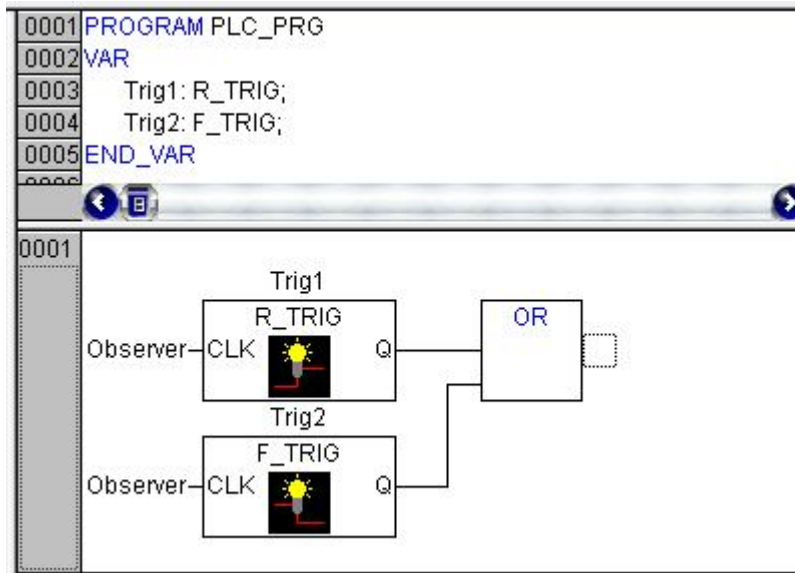 0001 PROGRAM PLC_PRG
0002 VAR
0003 Trig1: R_TRIG;
0004 Trig2: F_TRIG;
0005 END_VAR
0001
Trig1
R_TRIG
OR
Observer CLK Q
Trig2
F_TRIG
Observer CLK Q